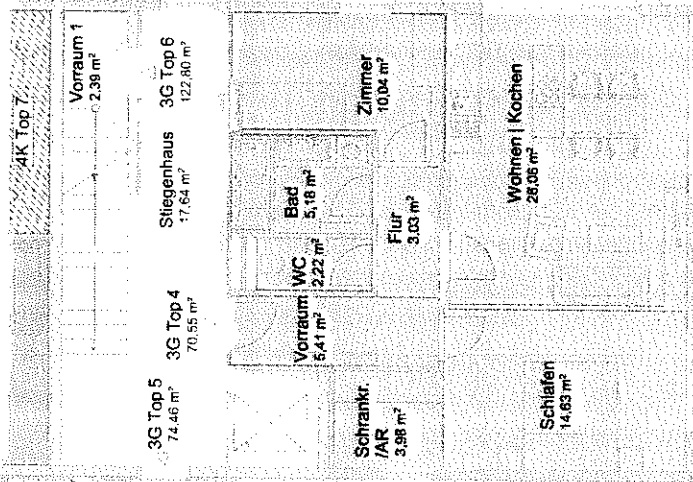 4K Top 7
Vorraum 1
2,39 m²
3G Top 5
74.46 m²
3G Top 4
70,55 m²
Stiegenhaus
17.64 m²
3G Top 6
122,80 m²
Schrankr.
/AR
3,98 m²
Vorraum
5,41 m²
WC
2,22 m²
Bad
5,18 m²
Flur
3,03 m²
Zimmer
10,04 m²
Schlafen
14,63 m²
Wohnen | Kochen
26,06 m²